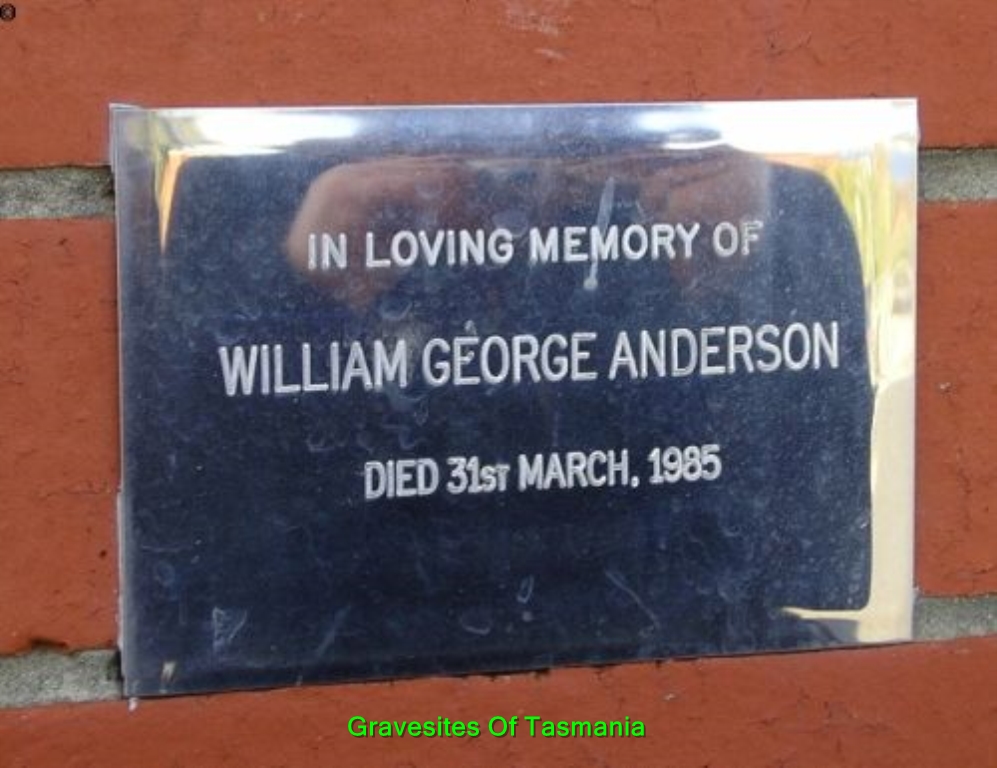 ©
IN LOVING MEMORY OF
WILLIAM GEORGE ANDERSON
DIED 31ST MARCH, 1985
Gravesites Of Tasmania